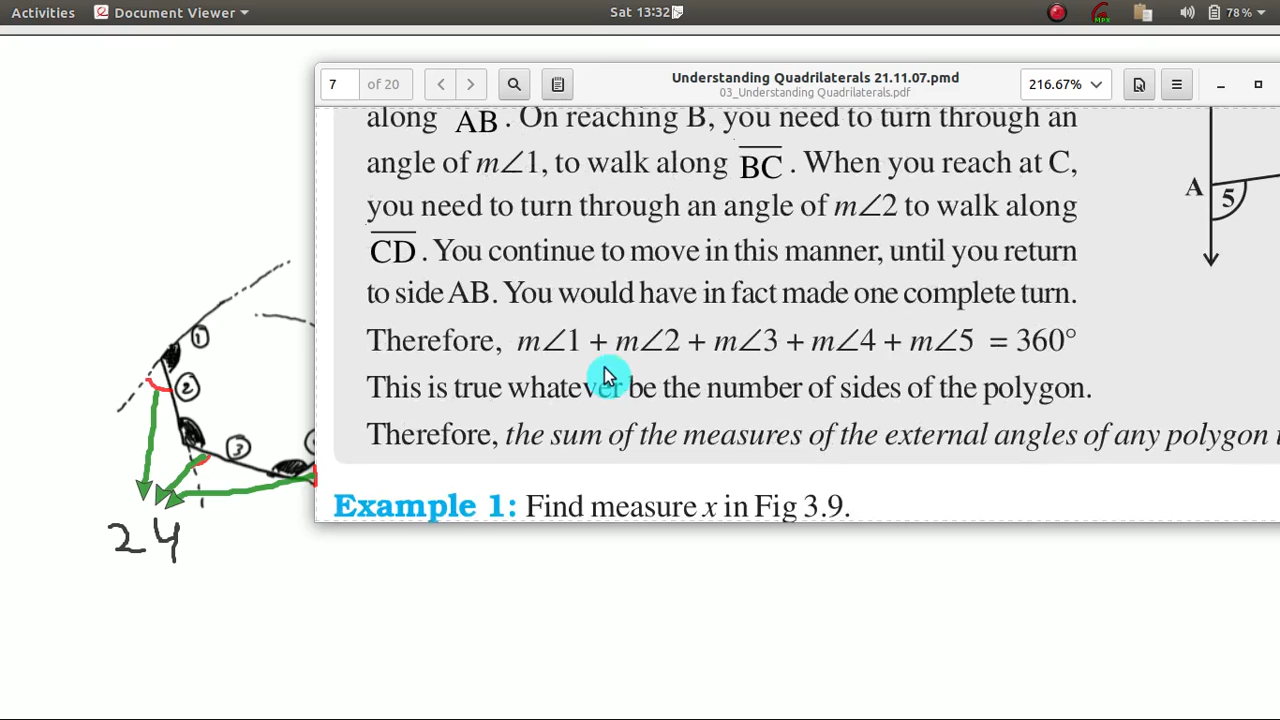 Activities Document Viewer Sat 13:32 MPX 78%
7 of 20 Understanding Quadrilaterals 21.11.07.pmd 216.67%
03_Understanding Quadrilaterals.pdf
along AB. On reaching B, you need to turn through an
angle of m∠1, to walk along BC. When you reach at C,
you need to turn through an angle of m∠2 to walk along
CD. You continue to move in this manner, until you return
to side AB. You would have in fact made one complete turn.
Therefore, m∠1 + m∠2 + m∠3 + m∠4 + m∠5 = 360°
This is true whatever be the number of sides of the polygon.
Therefore, the sum of the measures of the external angles of any polygon
Example 1: Find measure x in Fig 3.9.
A
5
1
2
3
24